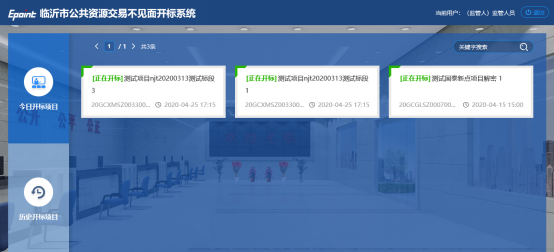 Epoint 临沂市公共资源交易不见面开标系统
当前用户：（监管人）监管人员 退出
今日开标项目
历史开标项目
1 / 1 共3条
关键字搜索
[正在开标] 测试项目njt20200313测试标段
3
20GCXMSZ003300... 2020-04-25 17:15
[正在开标] 测试项目njt20200313测试标段
1
20GCXMSZ003300... 2020-04-25 17:15
[正在开标] 测试国泰新点项目解密 1
20GCGLSZ000700... 2020-04-15 15:00